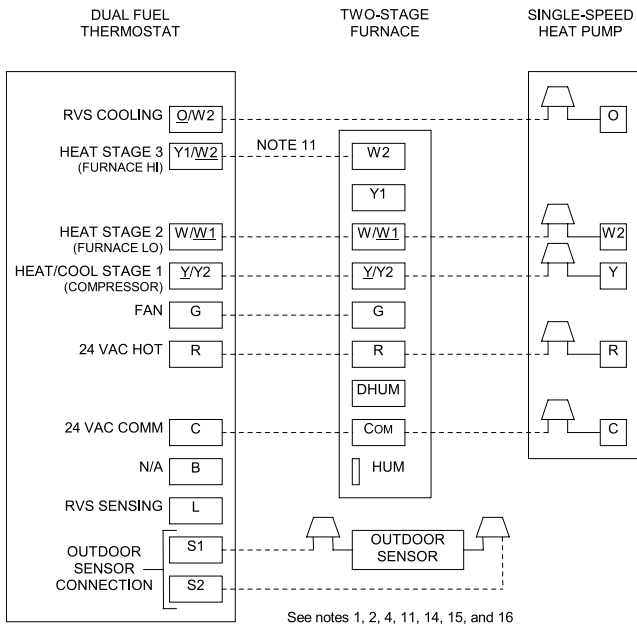 DUAL FUEL
THERMOSTAT
TWO-STAGE
FURNACE
SINGLE-SPEED
HEAT PUMP
RVS COOLING O/W2 O
HEAT STAGE 3 Y1/W2 NOTE 11 W2
(FURNACE HI)
Y1
HEAT STAGE 2 W/W1 W/W1 W2
(FURNACE LO)
HEAT/COOL STAGE 1 Y/Y2 Y/Y2 Y
(COMPRESSOR)
FAN G G
24 VAC HOT R R R
DHUM
24 VAC COMM C COM C
N/A B HUM
RVS SENSING L
OUTDOOR
SENSOR
CONNECTION
S1
S2
OUTDOOR
SENSOR
See notes 1, 2, 4, 11, 14, 15, and 16